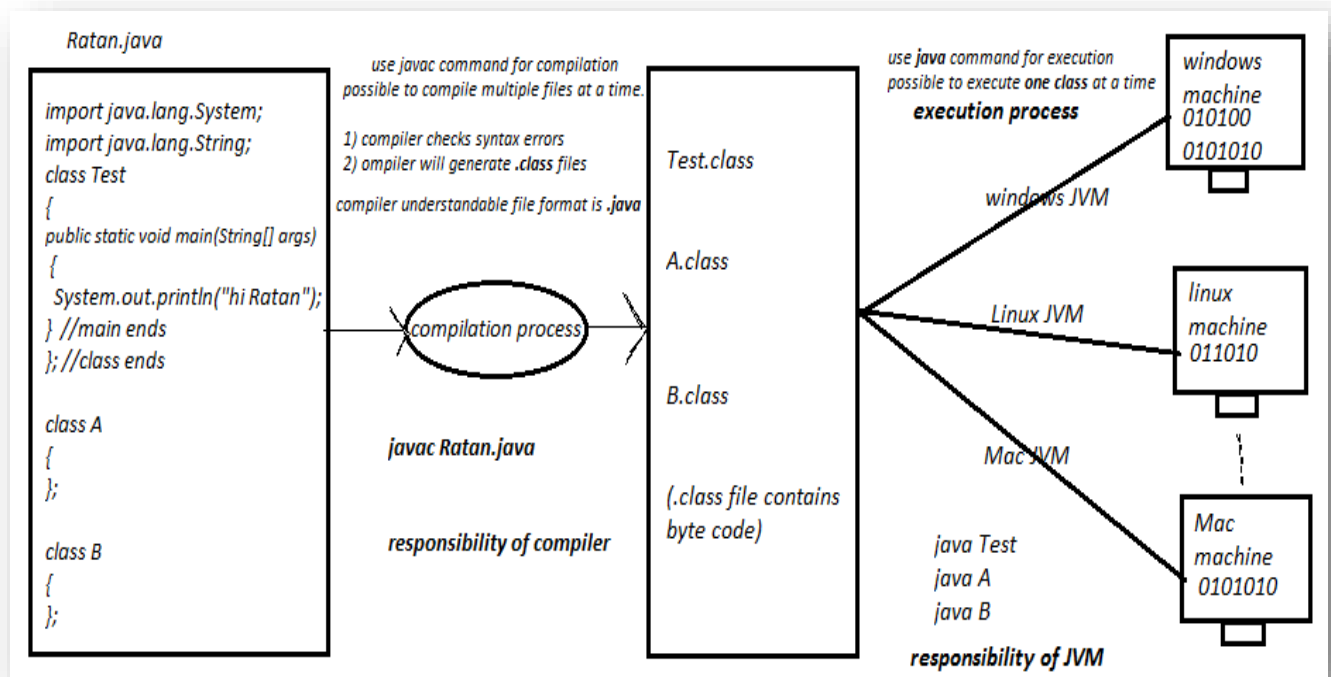 Ratan.java
import java.lang.System;
import java.lang.String;
class Test
{
public static void main(String[] args)
{
System.out.println("hi Ratan");
} //main ends
}; //class ends
class A
{
};
class B
{
};
use javac command for compilation
possible to compile multiple files at a time.
1) compiler checks syntax errors
2) ompiler will generate .class files
compiler understandable file format is .java
compilation process
javac Ratan.java
responsibility of compiler
Test.class
A.class
B.class
(.class file contains
byte code)
use java command for execution
possible to execute one class at a time
execution process
windows JVM
Linux JVM
Mac JVM
java Test
java A
java B
responsibility of JVM
windows
machine
010100
0101010
linux
machine
011010
Mac
machine
0101010